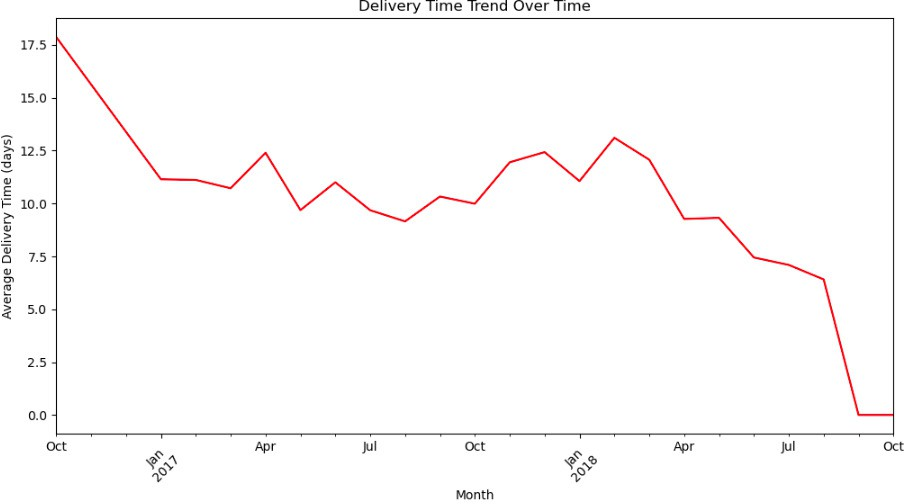 Delivery Time Trend Over Time
Average Delivery Time (days)
17.5
15.0
12.5
10.0
7.5
5.0
2.5
0.0
Oct
Jan
2017
Apr
Jul
Oct
Jan
2018
Apr
Jul
Oct
Month